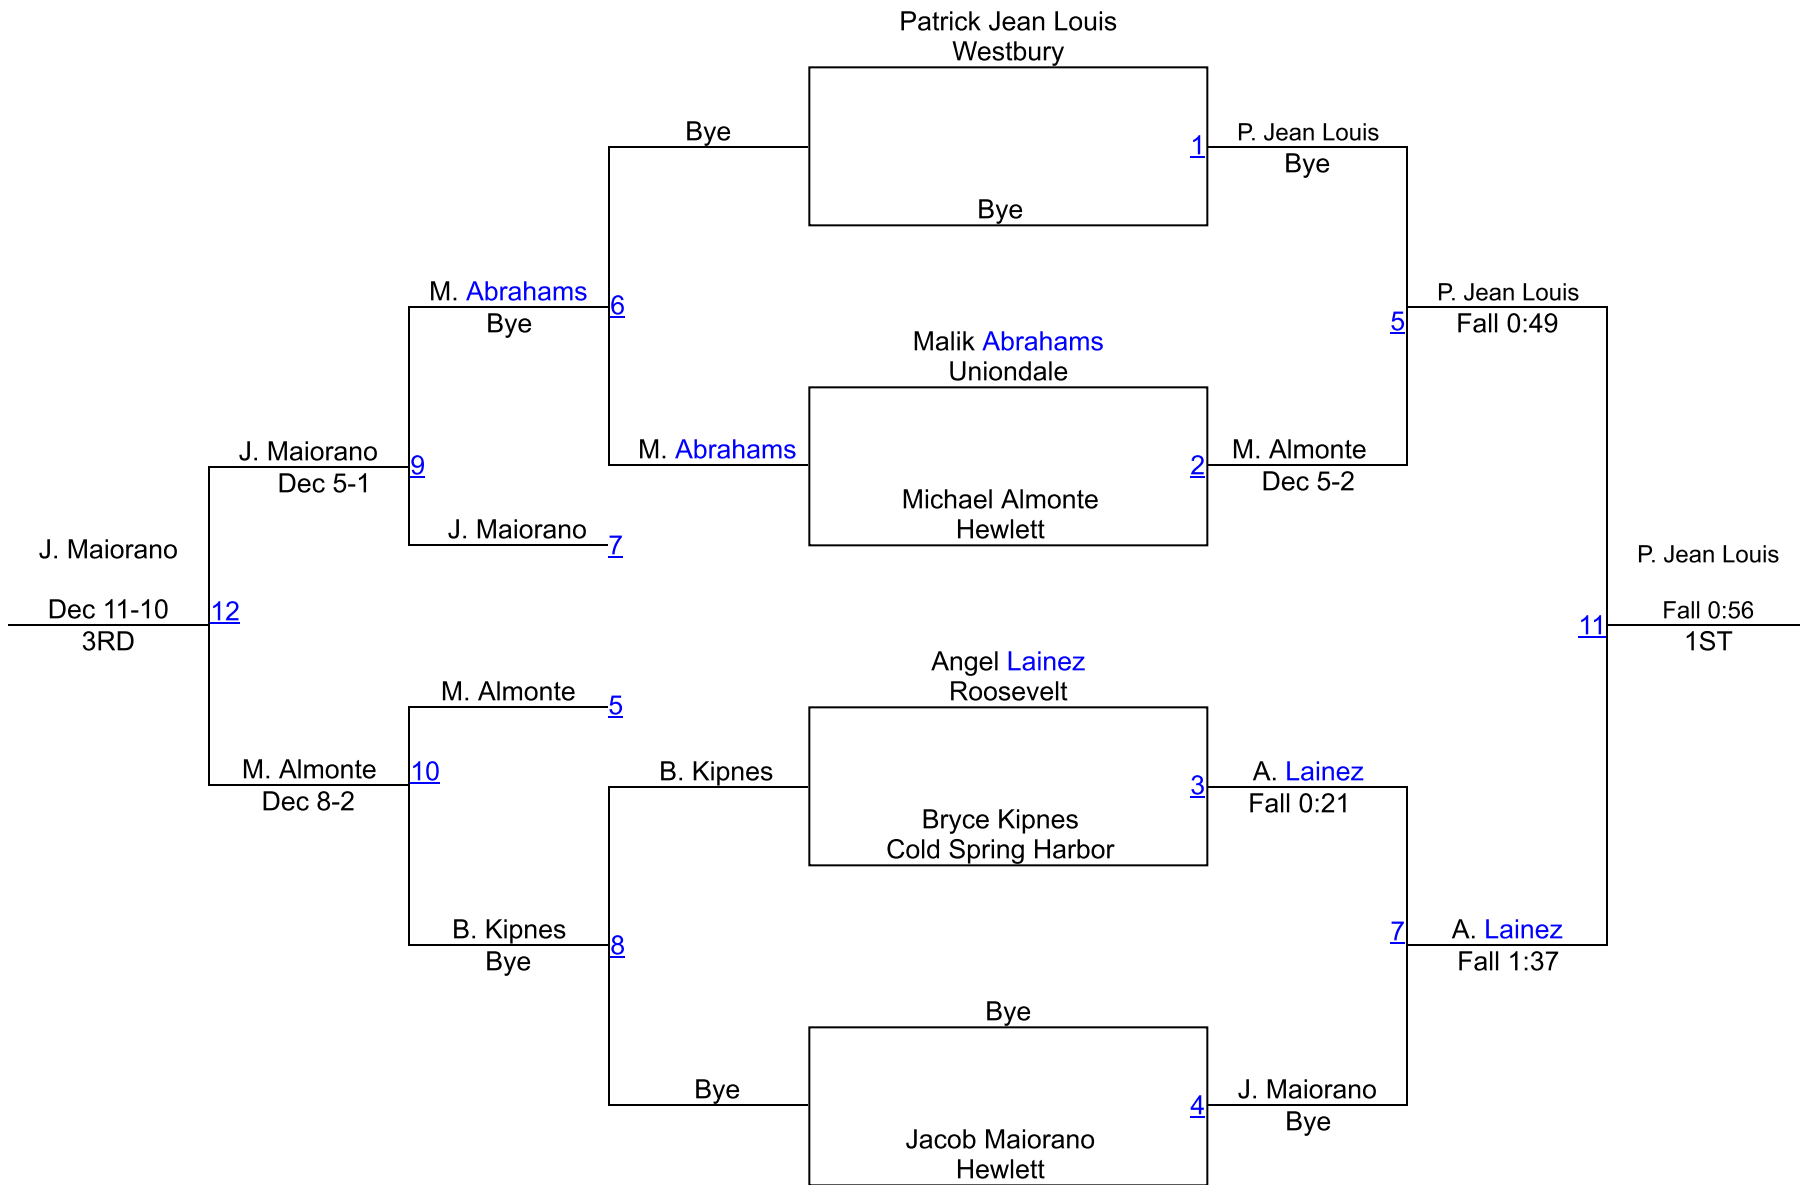 Patrick Jean Louis
Westbury
Bye
1
P. Jean Louis
Bye
Bye
M. Abrahams
Bye
6
P. Jean Louis
Fall 0:49
5
Malik Abrahams
Uniondale
M. Abrahams
2
M. Almonte
Dec 5-2
J. Maiorano
Dec 5-1
9
Michael Almonte
Hewlett
J. Maiorano
7
J. Maiorano
Dec 11-10
3RD
12
P. Jean Louis
Fall 0:56
1ST
11
Angel Lainez
Roosevelt
M. Almonte
5
M. Almonte
Dec 8-2
10
B. Kipnes
3
A. Lainez
Fall 0:21
Bryce Kipnes
Cold Spring Harbor
B. Kipnes
Bye
8
7
A. Lainez
Fall 1:37
Bye
Bye
4
J. Maiorano
Bye
Jacob Maiorano
Hewlett